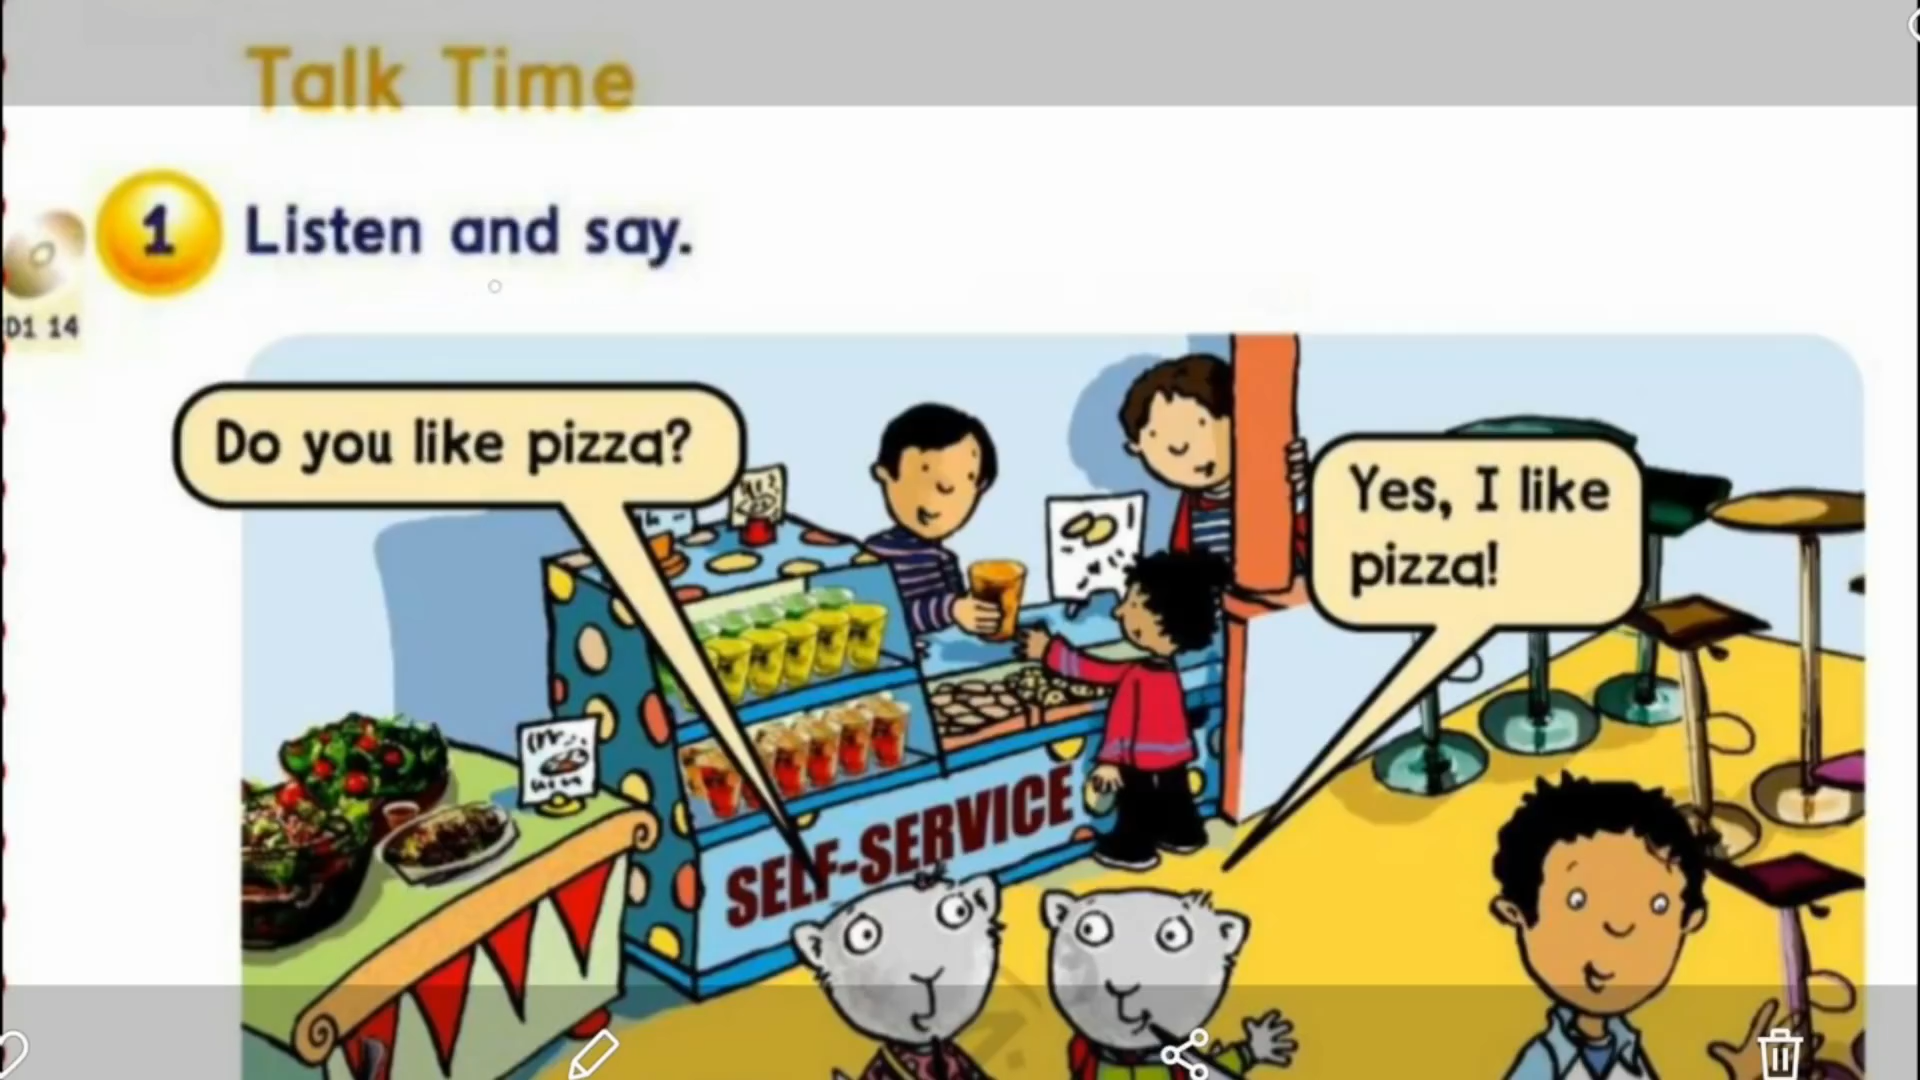 Talk Time
1 Listen and say.
D1 14
Do you like pizza?
Yes, I like
pizza!
SELF-SERVICE